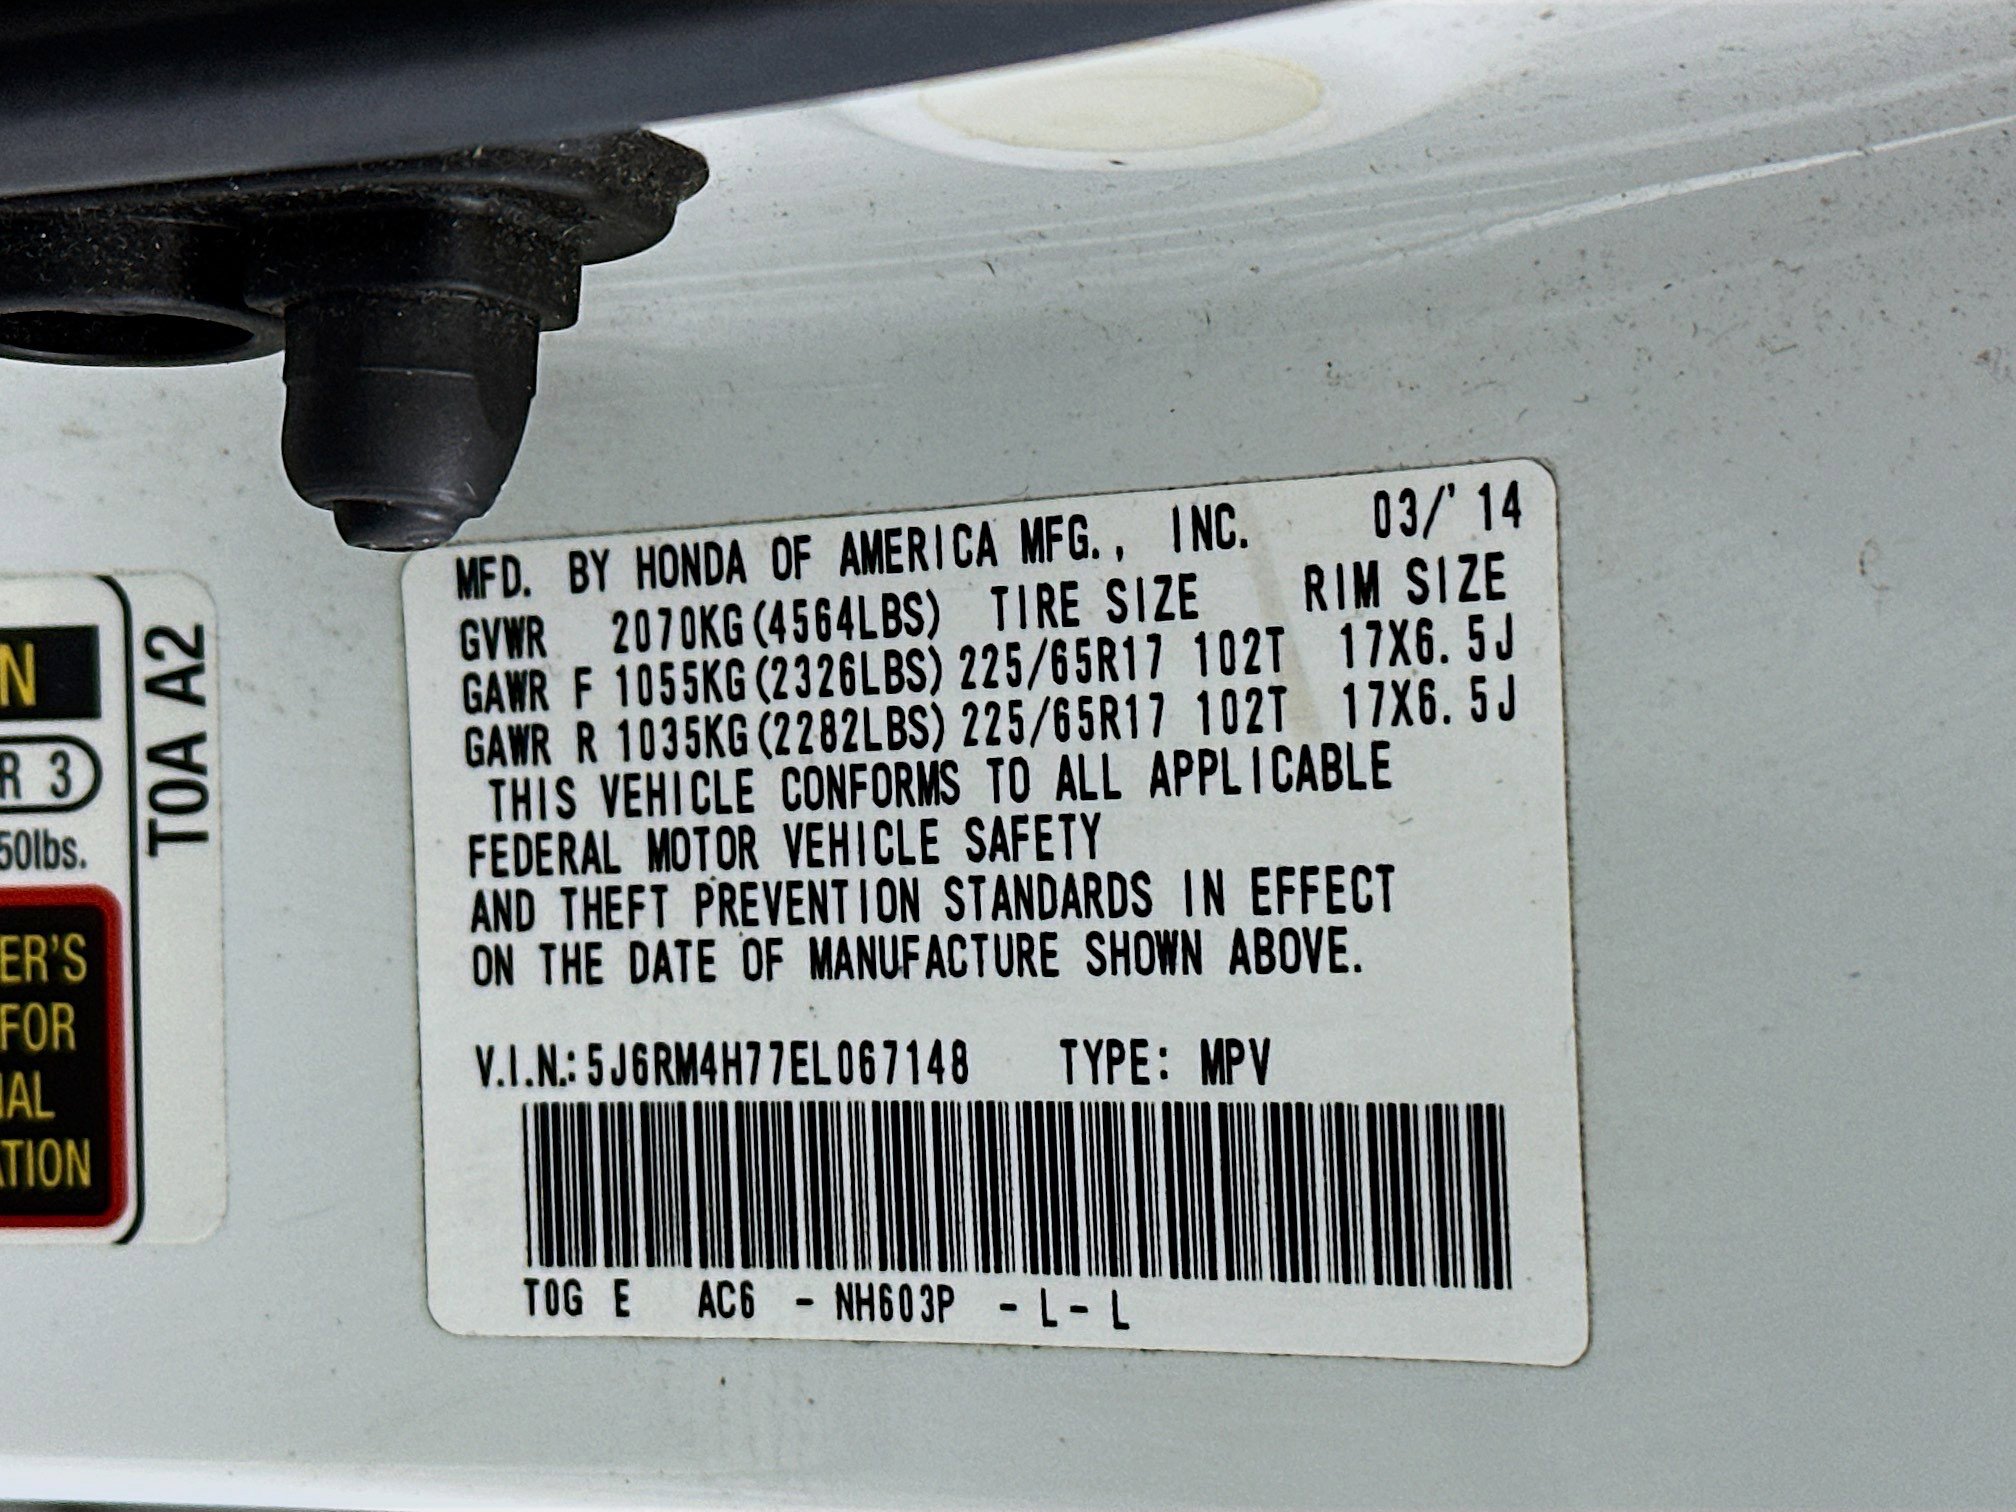 MFD. BY HONDA OF AMERICA MFG., INC. 03/'14
GVWR 2070KG(4564LBS) TIRE SIZE RIM SIZE
GAWR F 1055KG(2326LBS) 225/65R17 102T 17X6.5J
GAWR R 1035KG(2282LBS) 225/65R17 102T 17X6.5J
THIS VEHICLE CONFORMS TO ALL APPLICABLE
FEDERAL MOTOR VEHICLE SAFETY
AND THEFT PREVENTION STANDARDS IN EFFECT
ON THE DATE OF MANUFACTURE SHOWN ABOVE.
V.I.N.: 5J6RM4H77EL067148 TYPE: MPV
T0G E AC6 - NH603P - L - L
N
R 3
50lbs.
ER'S
FOR
IAL
ATION
T0A A2